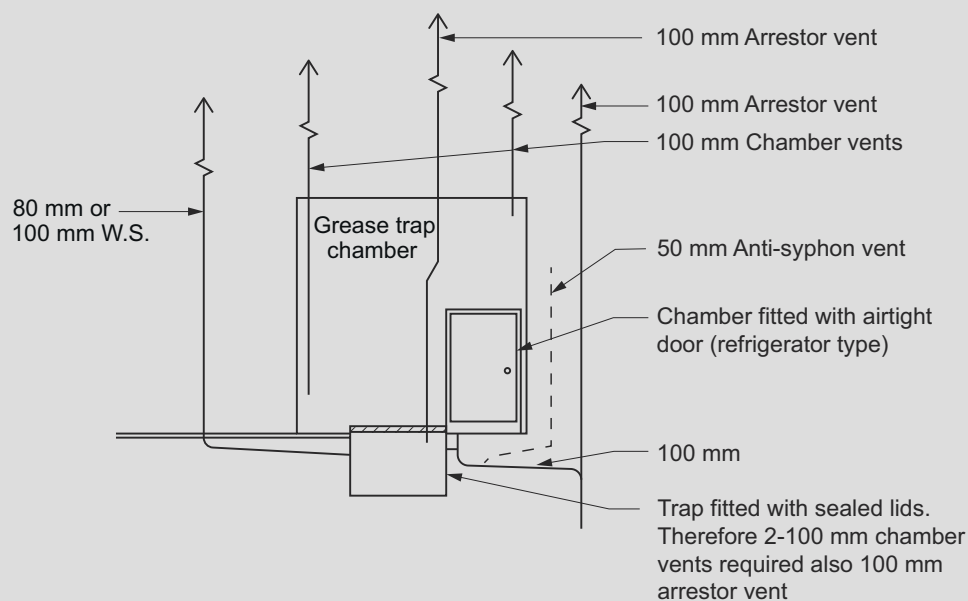 100 mm Arrestor vent
100 mm Arrestor vent
100 mm Chamber vents
80 mm or
100 mm W.S.
Grease trap
chamber
50 mm Anti-syphon vent
Chamber fitted with airtight
door (refrigerator type)
100 mm
Trap fitted with sealed lids.
Therefore 2-100 mm chamber
vents required also 100 mm
arrestor vent